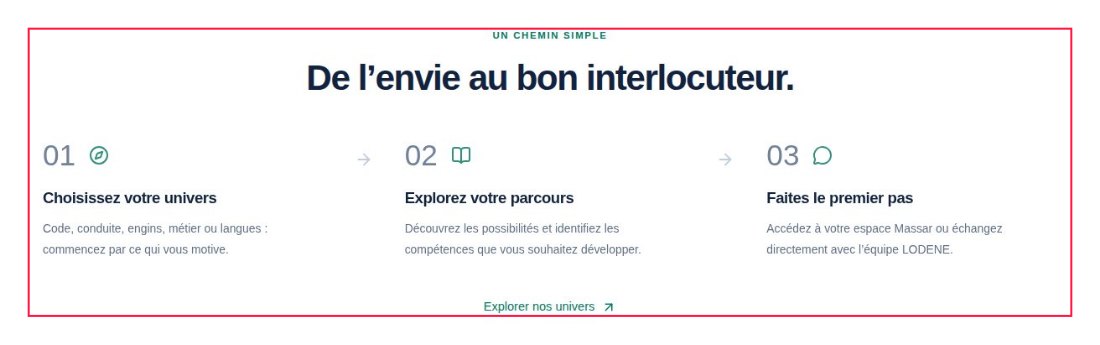 UN CHEMIN SIMPLE
De l’envie au bon interlocuteur.
01
Choisissez votre univers
Code, conduite, engins, métier ou langues :
commencez par ce qui vous motive.
02
Explorez votre parcours
Découvrez les possibilités et identifiez les
compétences que vous souhaitez développer.
03
Faites le premier pas
Accédez à votre espace Massar ou échangez
directement avec l’équipe LODENE.
Explorer nos univers